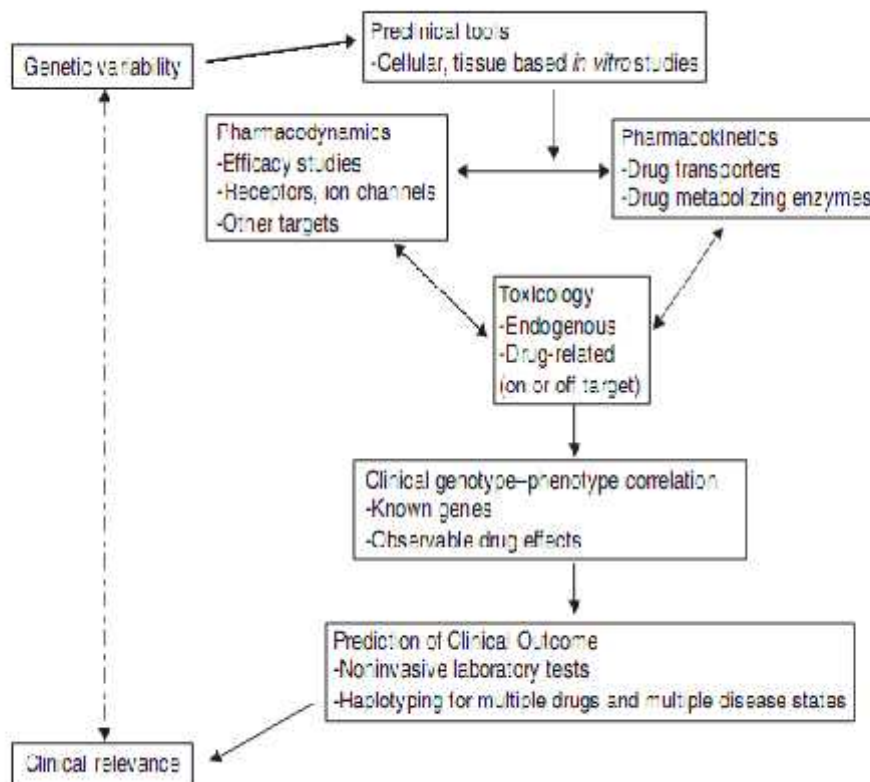 Preclinical tools
-Cellular, tissue based in vitro studies
Genetic variability
Pharmacodynamics
-Efficacy studies
-Receptors, ion channels
-Other targets
Pharmacokinetics
-Drug transporters
-Drug metabolizing enzymes
Toxicology
-Endogenous
-Drug-related
(on or off target)
Clinical genotype–phenotype correlation
-Known genes
-Observable drug effects
Prediction of Clinical Outcome
-Noninvasive laboratory tests
-Haplotyping for multiple drugs and multiple disease states
Clinical relevance